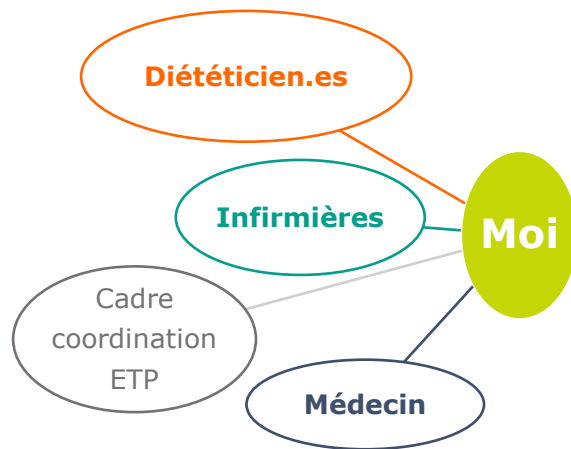 Diététicien.es
Infirmières
Moi
Cadre
coordination
ETP
Médecin